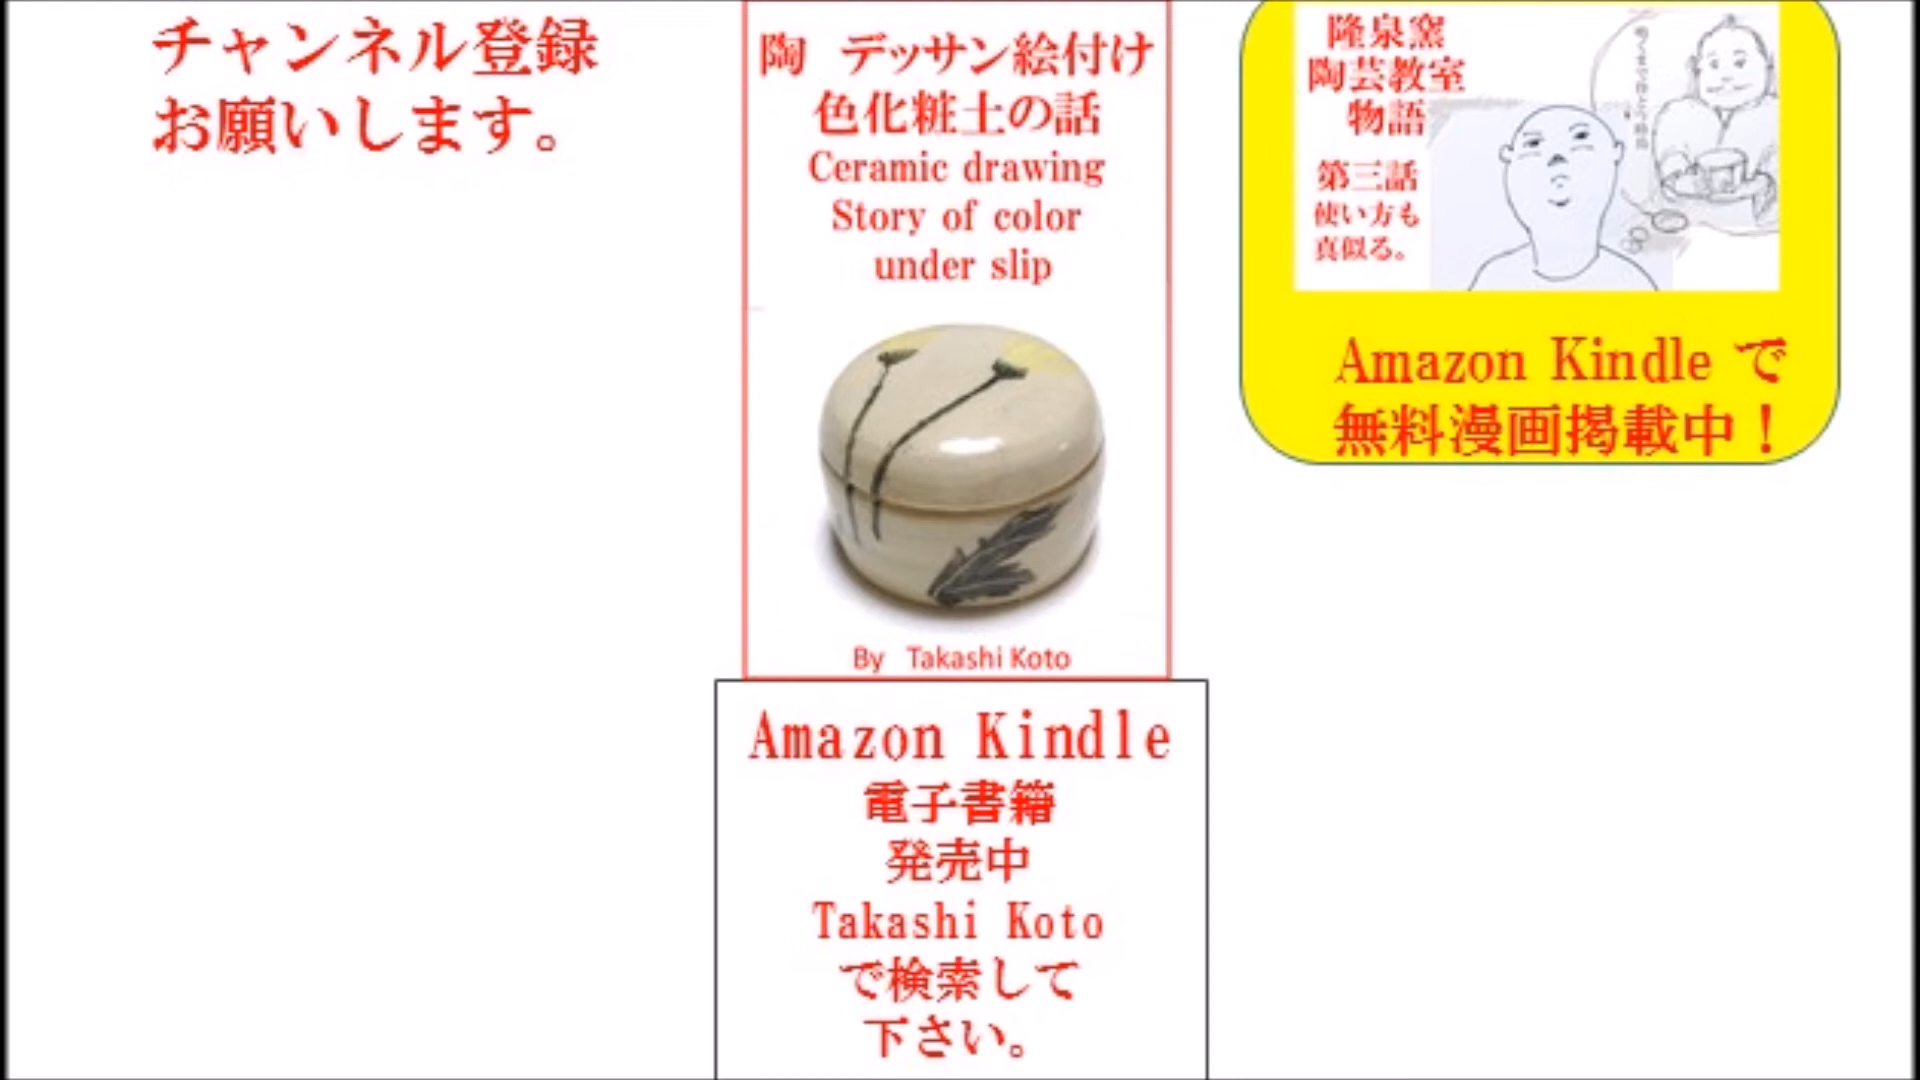 チャンネル登録
お願いします。
陶 デッサン絵付け
色化粧土の話
Ceramic drawing
Story of color
under slip
By Takashi Koto
Amazon Kindle
電子書籍
発売中
Takashi Koto
で検索して
下さい。
隆泉窯
陶芸教室
物語
第三話
使い方も
真似る。
Amazon Kindle で
無料漫画掲載中！